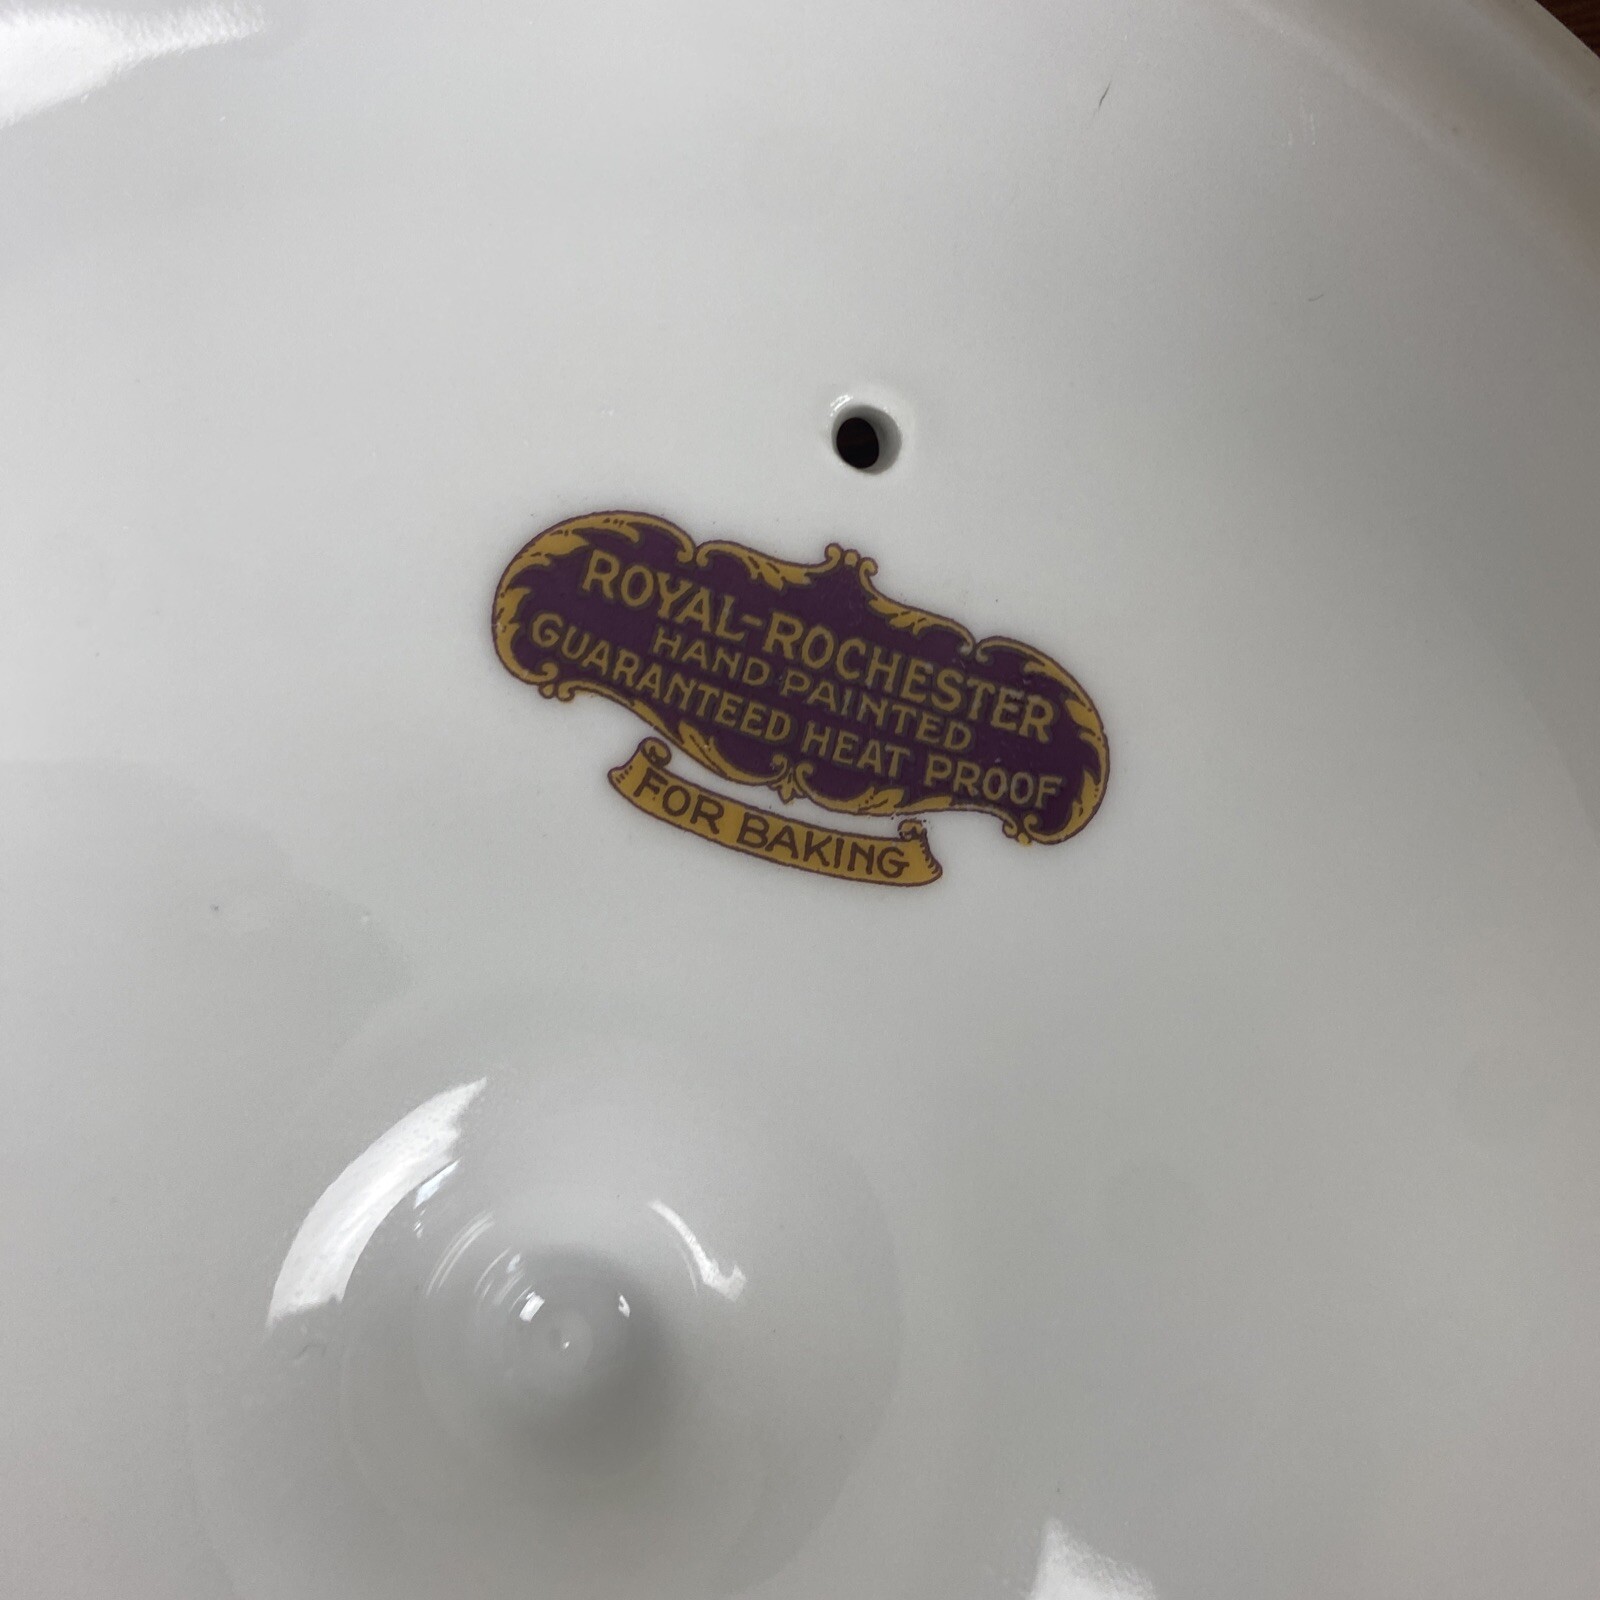 ROYAL-ROCHESTER
HAND PAINTED
GUARANTEED HEAT PROOF
FOR BAKING